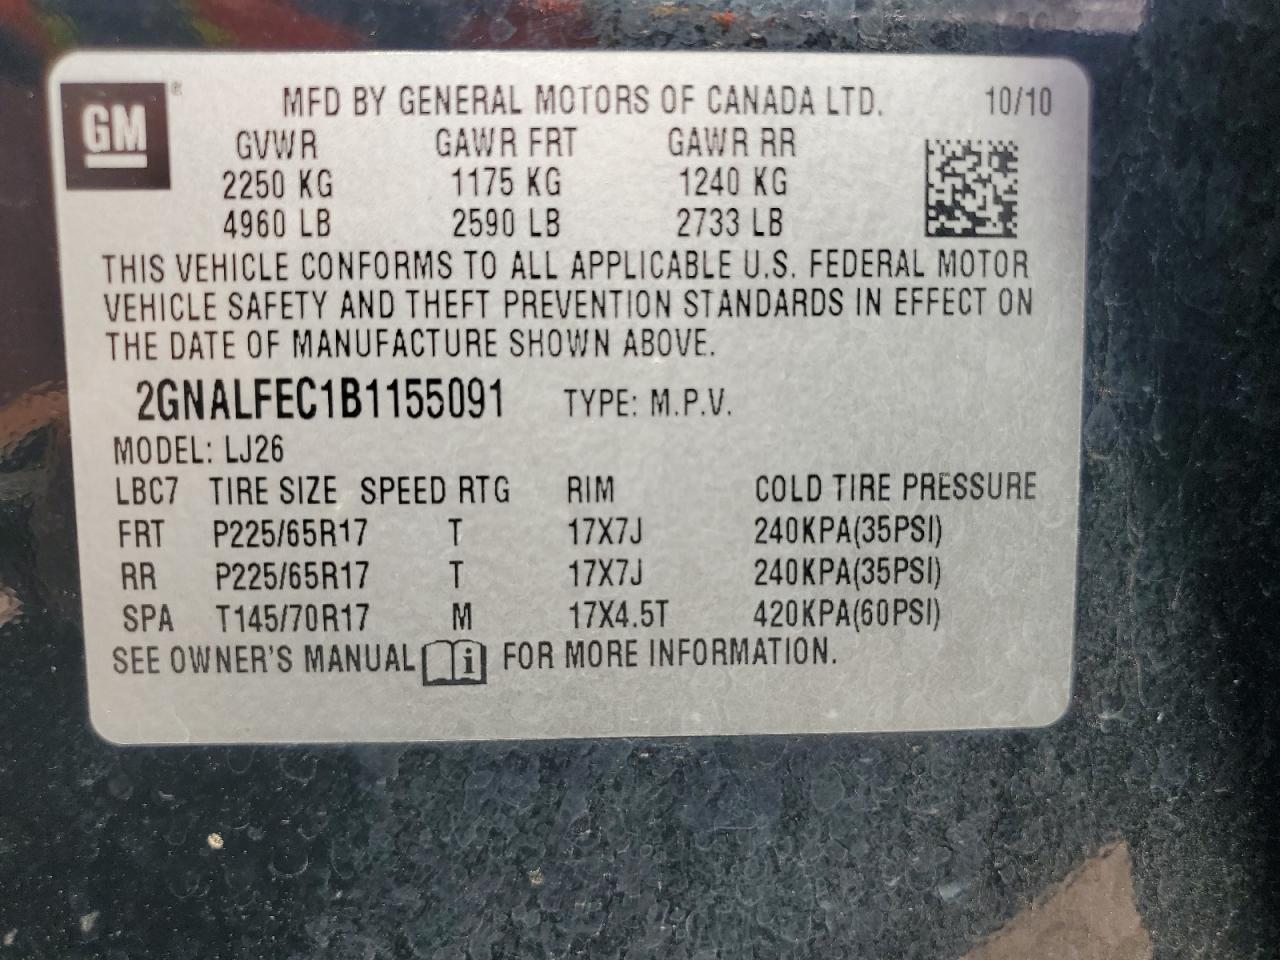 GM ® MFD BY GENERAL MOTORS OF CANADA LTD. 10/10
GVWR GAWR FRT GAWR RR
2250 KG 1175 KG 1240 KG
4960 LB 2590 LB 2733 LB
THIS VEHICLE CONFORMS TO ALL APPLICABLE U.S. FEDERAL MOTOR
VEHICLE SAFETY AND THEFT PREVENTION STANDARDS IN EFFECT ON
THE DATE OF MANUFACTURE SHOWN ABOVE.
2GNALFEC1B1155091 TYPE: M.P.V.
MODEL: LJ26
LBC7 TIRE SIZE SPEED RTG RIM COLD TIRE PRESSURE
FRT P225/65R17 T 17X7J 240KPA(35PSI)
RR P225/65R17 T 17X7J 240KPA(35PSI)
SPA T145/70R17 M 17X4.5T 420KPA(60PSI)
SEE OWNER'S MANUAL i FOR MORE INFORMATION.